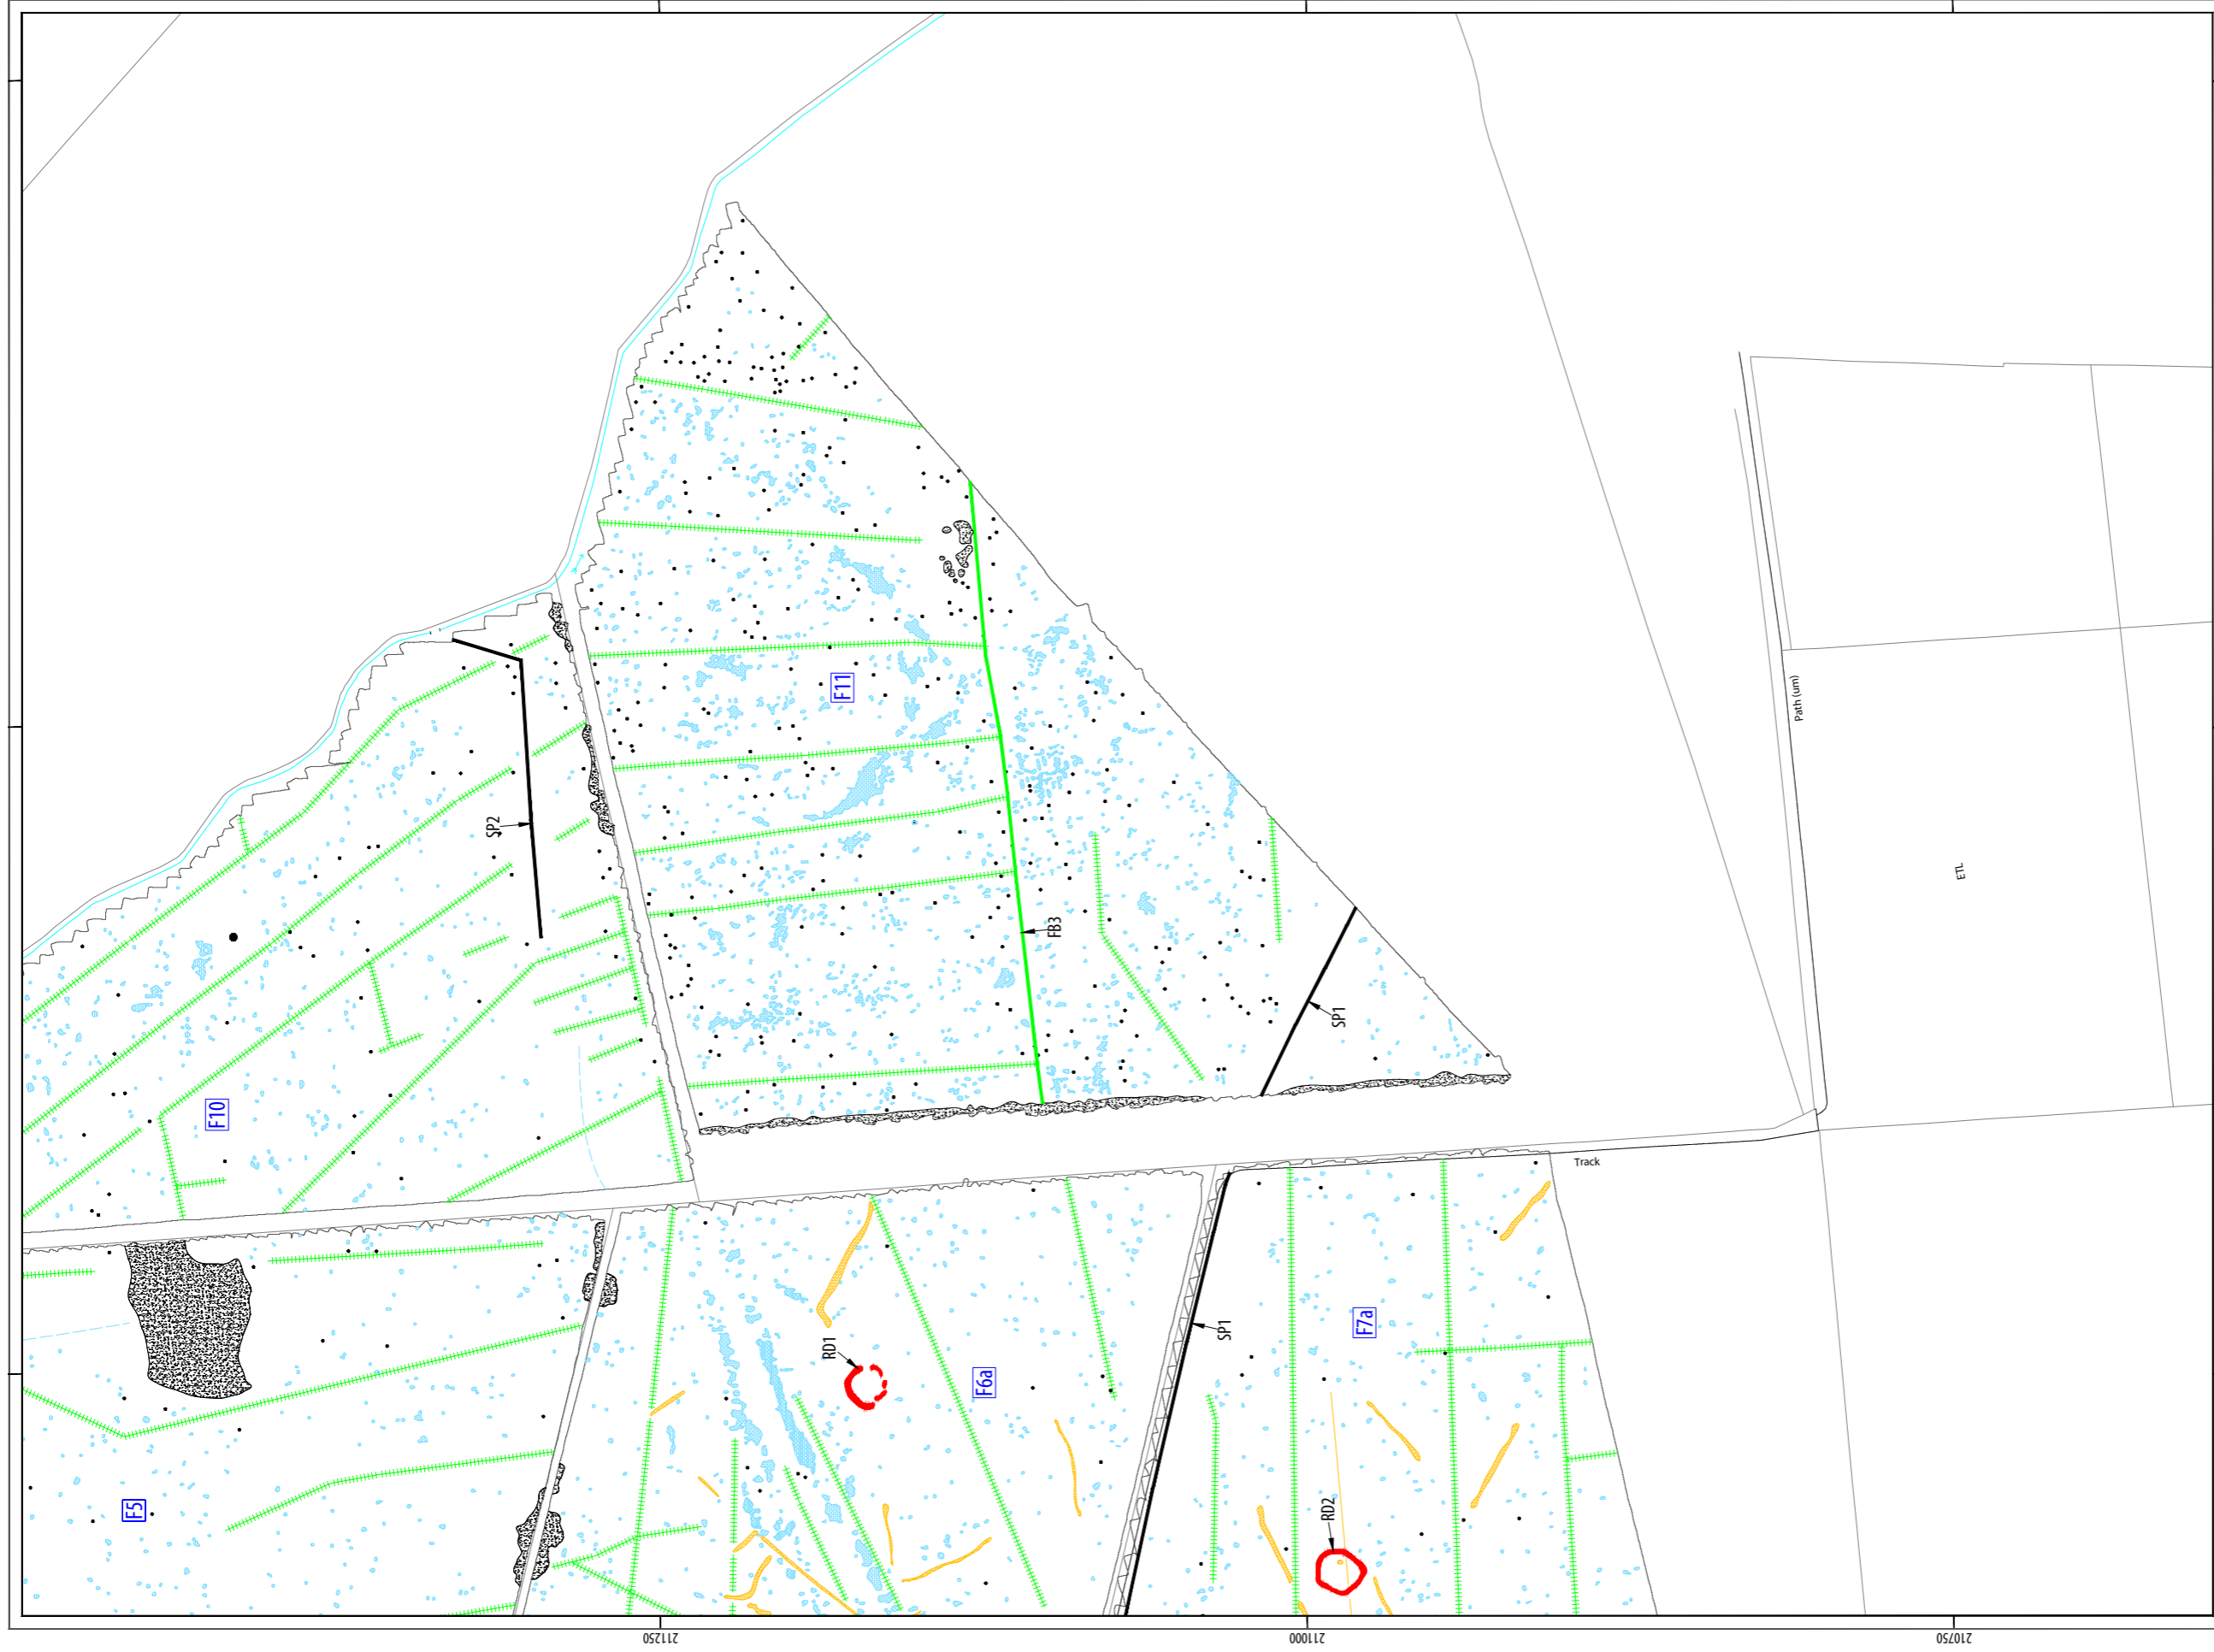 Path (um)
F11
SP2
ETL
FB3
SP1
F10
Track
SP1
F7a
RD1
F6a
F5
RD2
211250
211000
210750